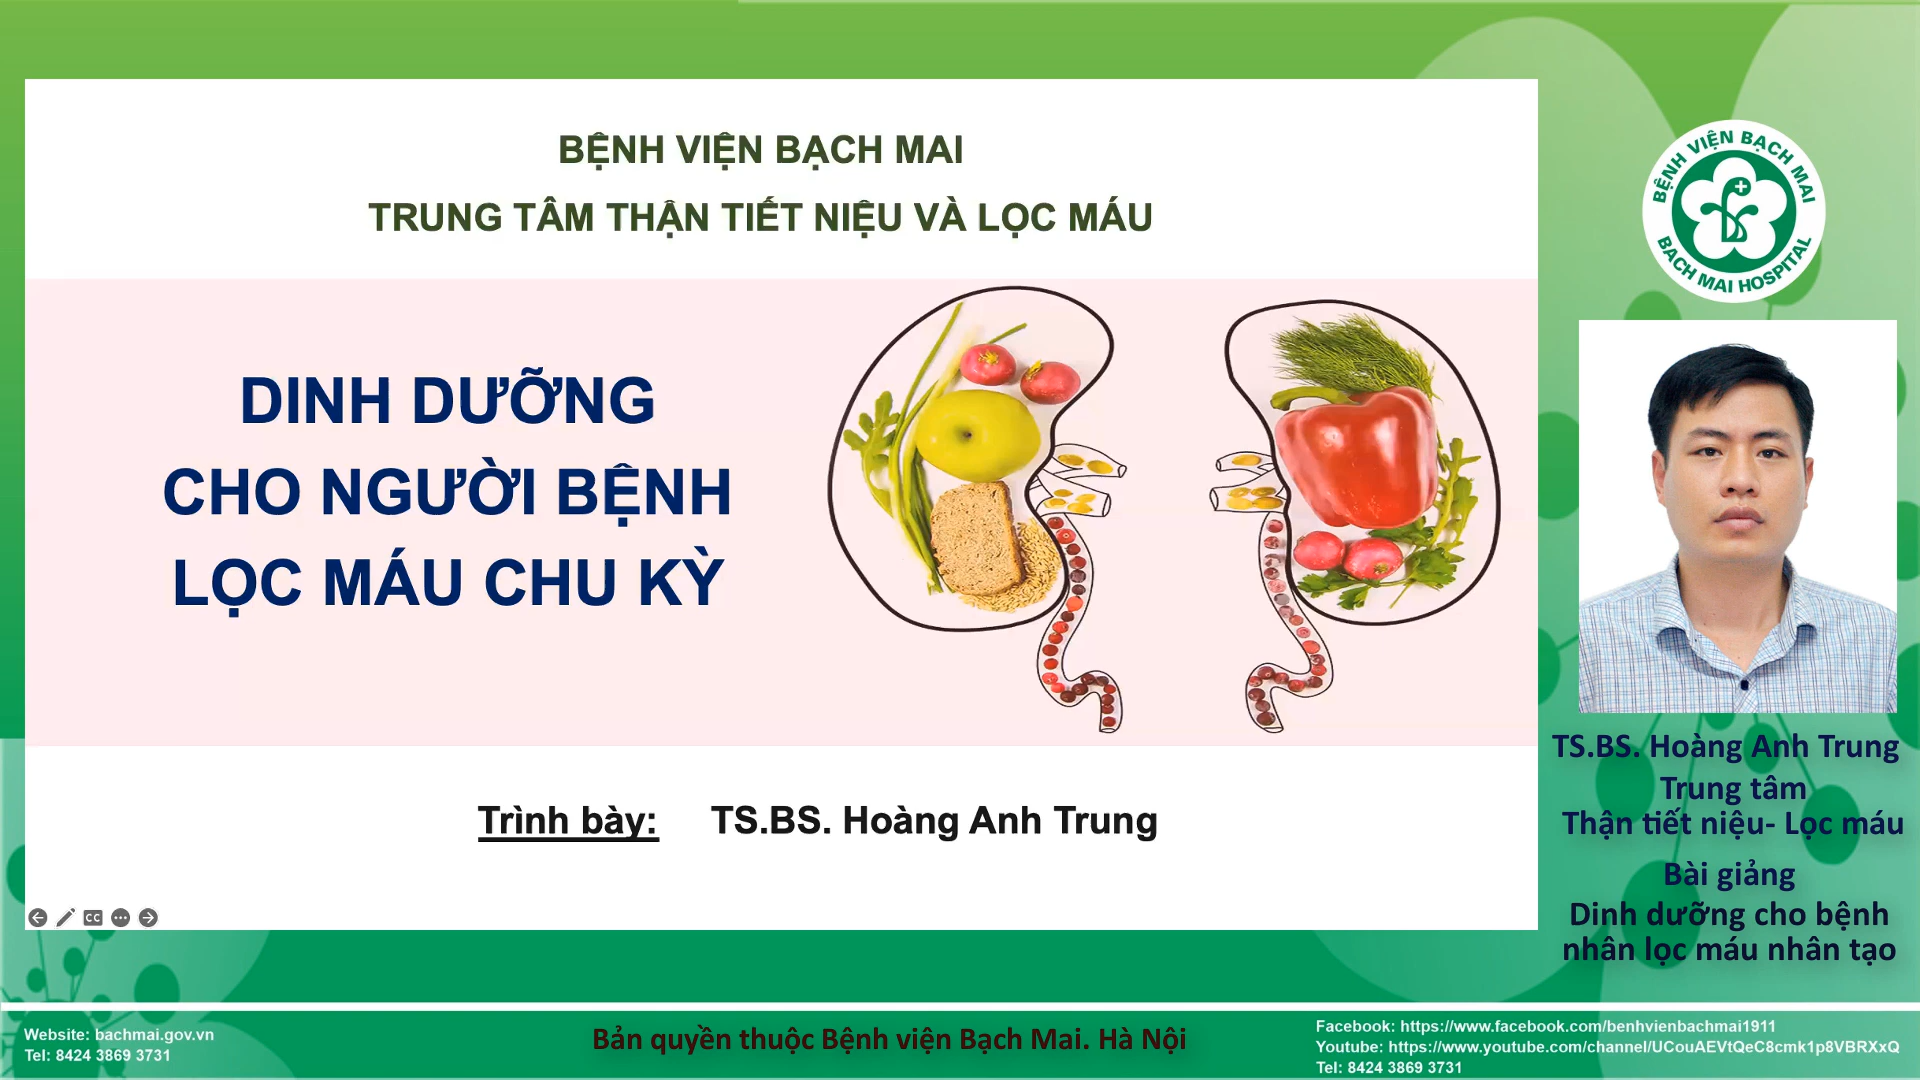 BỆNH VIỆN BẠCH MAI
TRUNG TÂM THẬN TIẾT NIỆU VÀ LỌC MÁU
DINH DƯỠNG
CHO NGƯỜI BỆNH
LỌC MÁU CHU KỲ
Trình bày: TS.BS. Hoàng Anh Trung
CC
BỆNH VIỆN BẠCH MAI
BACH MAI HOSPITAL
TS.BS. Hoàng Anh Trung
Trung tâm
Thận tiết niệu- Lọc máu
Bài giảng
Dinh dưỡng cho bệnh
nhân lọc máu nhân tạo
Website: bachmai.gov.vn
Tel: 8424 3869 3731
Bản quyền thuộc Bệnh viện Bạch Mai. Hà Nội
Facebook: https://www.facebook.com/benhvienbachmai1911
Youtube: https://www.youtube.com/channel/UCouAEVtQeC8cmk1p8VBRXxQ
Tel: 8424 3869 3731